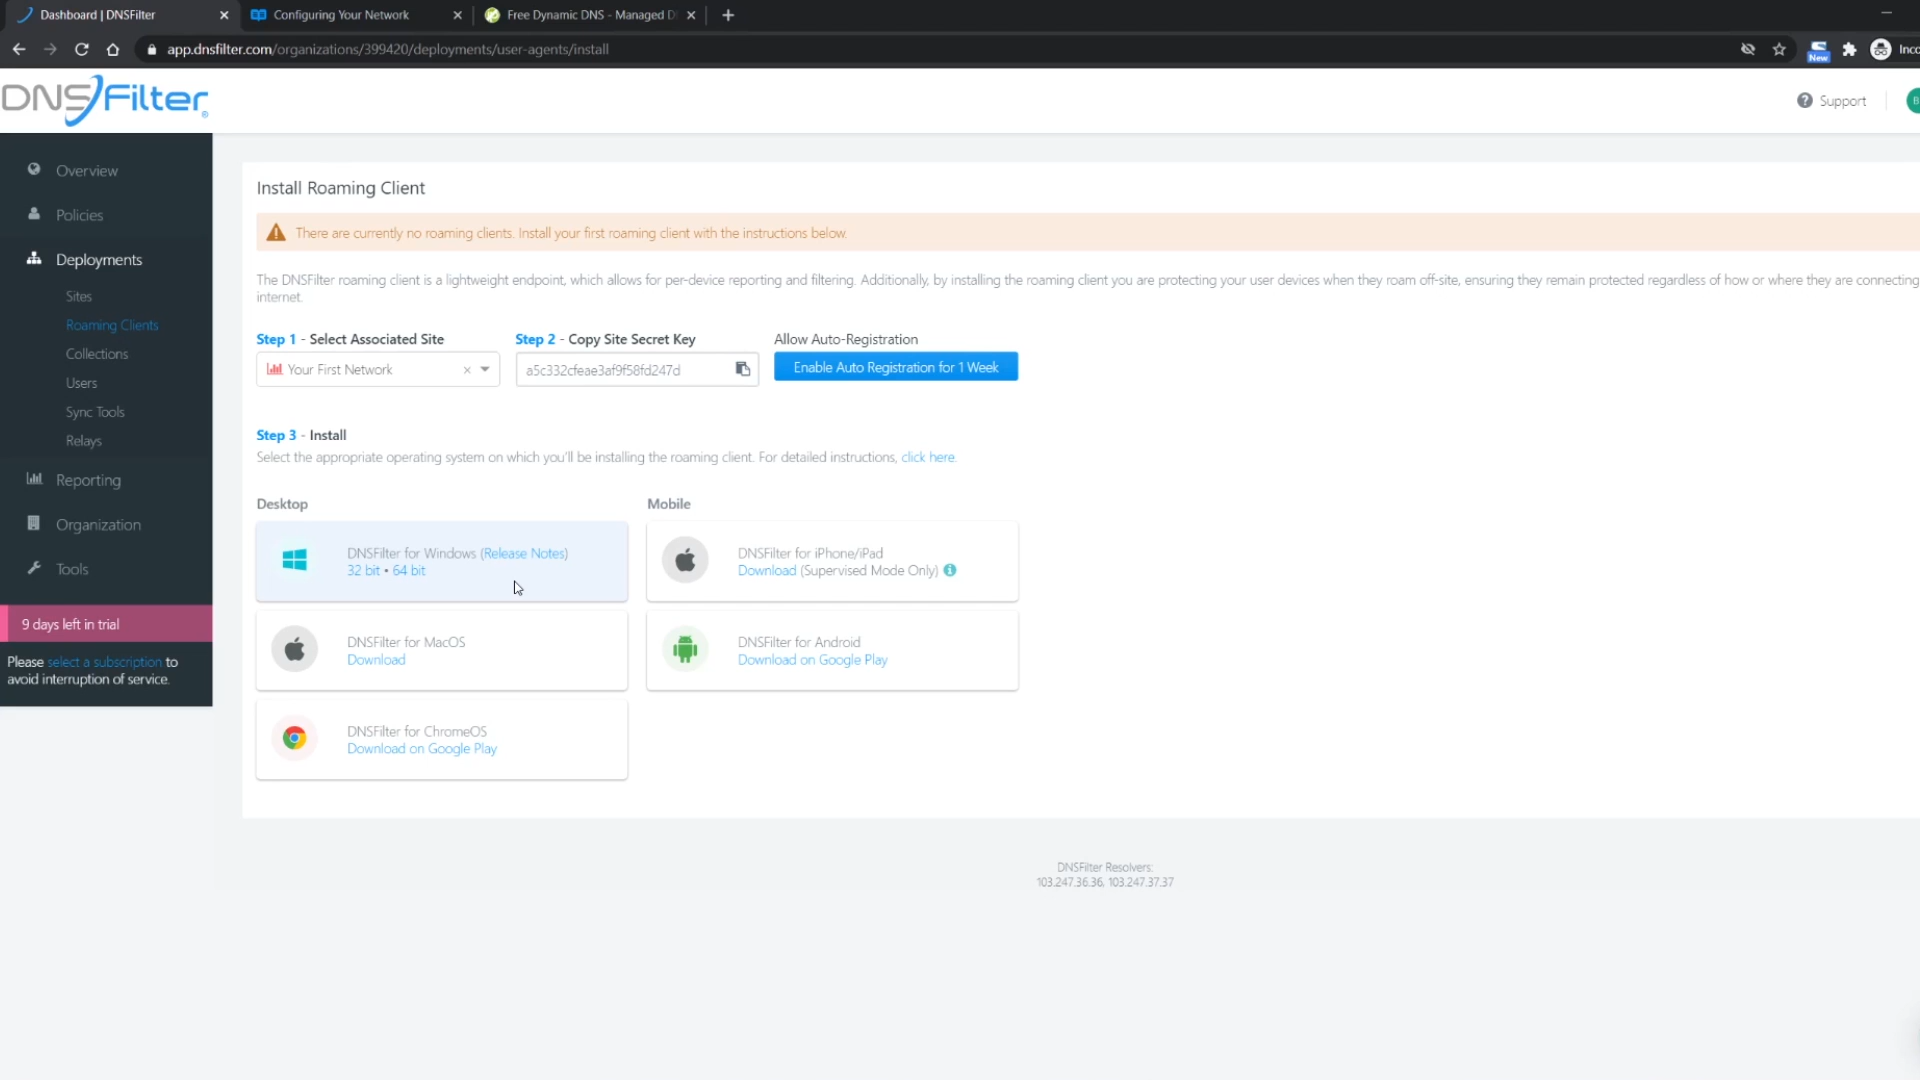 Dashboard | DNSFilter
Configuring Your Network
Free Dynamic DNS - Managed D
app.dnsfilter.com/organizations/399420/deployments/user-agents/install
New
Inco
DNSFilter
Support
B
Overview
Policies
Deployments
Sites
Roaming Clients
Collections
Users
Sync Tools
Relays
Reporting
Organization
Tools
9 days left in trial
Please select a subscription to
avoid interruption of service.
Install Roaming Client
There are currently no roaming clients. Install your first roaming client with the instructions below.
The DNSFilter roaming client is a lightweight endpoint, which allows for per-device reporting and filtering. Additionally, by installing the roaming client you are protecting your user devices when they roam off-site, ensuring they remain protected regardless of how or where they are connecting
internet.
Step 1 - Select Associated Site
Your First Network
Step 2 - Copy Site Secret Key
a5c332cfeae3af9f58fd247d
Allow Auto-Registration
Enable Auto Registration for 1 Week
Step 3 - Install
Select the appropriate operating system on which you'll be installing the roaming client. For detailed instructions, click here.
Desktop
DNSFilter for Windows (Release Notes)
32 bit • 64 bit
DNSFilter for MacOS
Download
DNSFilter for ChromeOS
Download on Google Play
Mobile
DNSFilter for iPhone/iPad
Download (Supervised Mode Only)
DNSFilter for Android
Download on Google Play
DNSFilter Resolvers:
103.247.36.36, 103.247.37.37